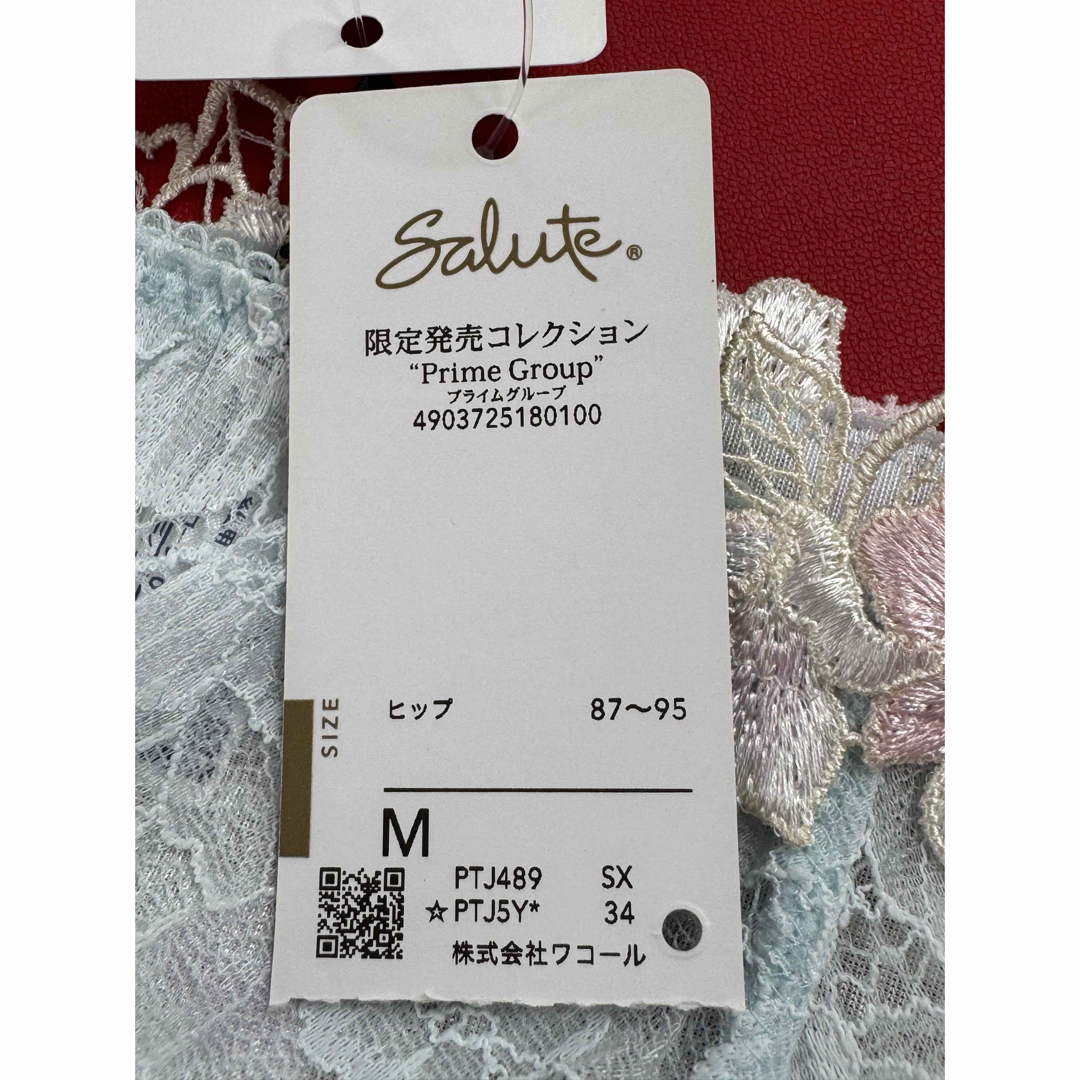 Salute®
限定発売コレクション
“Prime Group”
プライムグループ
4903725180100
SIZE
ヒップ 87〜95
M
PTJ489 SX
☆PTJ5Y* 34
株式会社ワコール